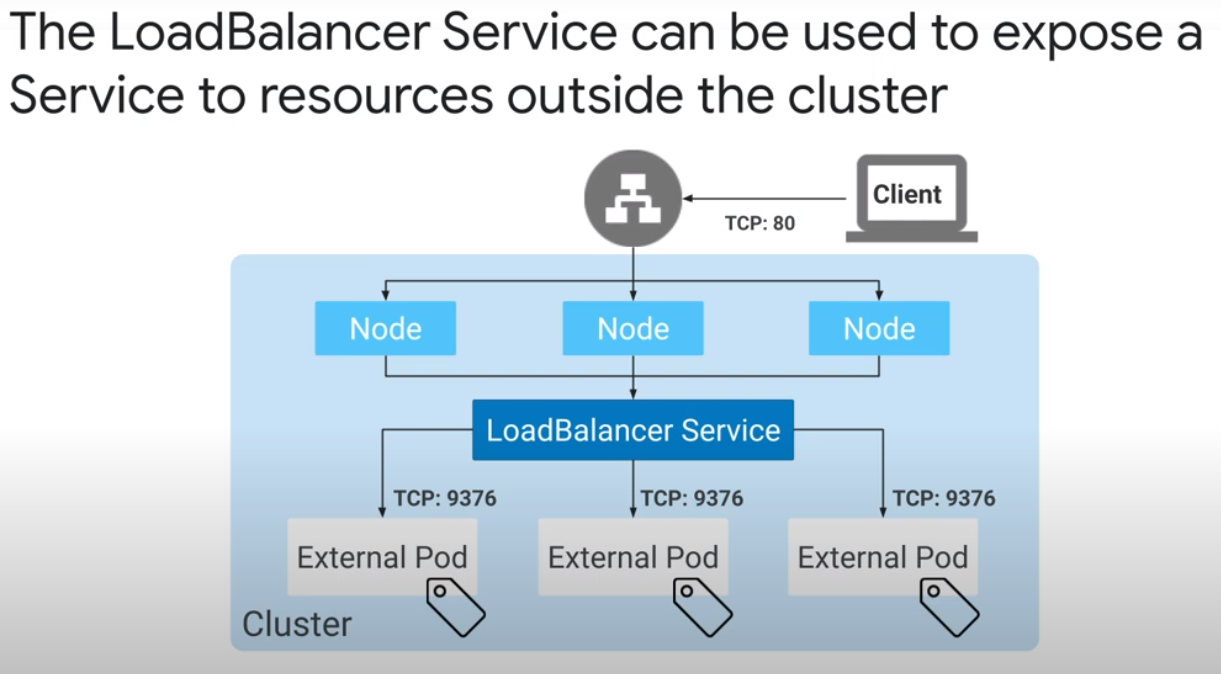 The LoadBalancer Service can be used to expose a
Service to resources outside the cluster
Client
TCP: 80
Node
Node
Node
LoadBalancer Service
TCP: 9376
TCP: 9376
TCP: 9376
External Pod
External Pod
External Pod
Cluster